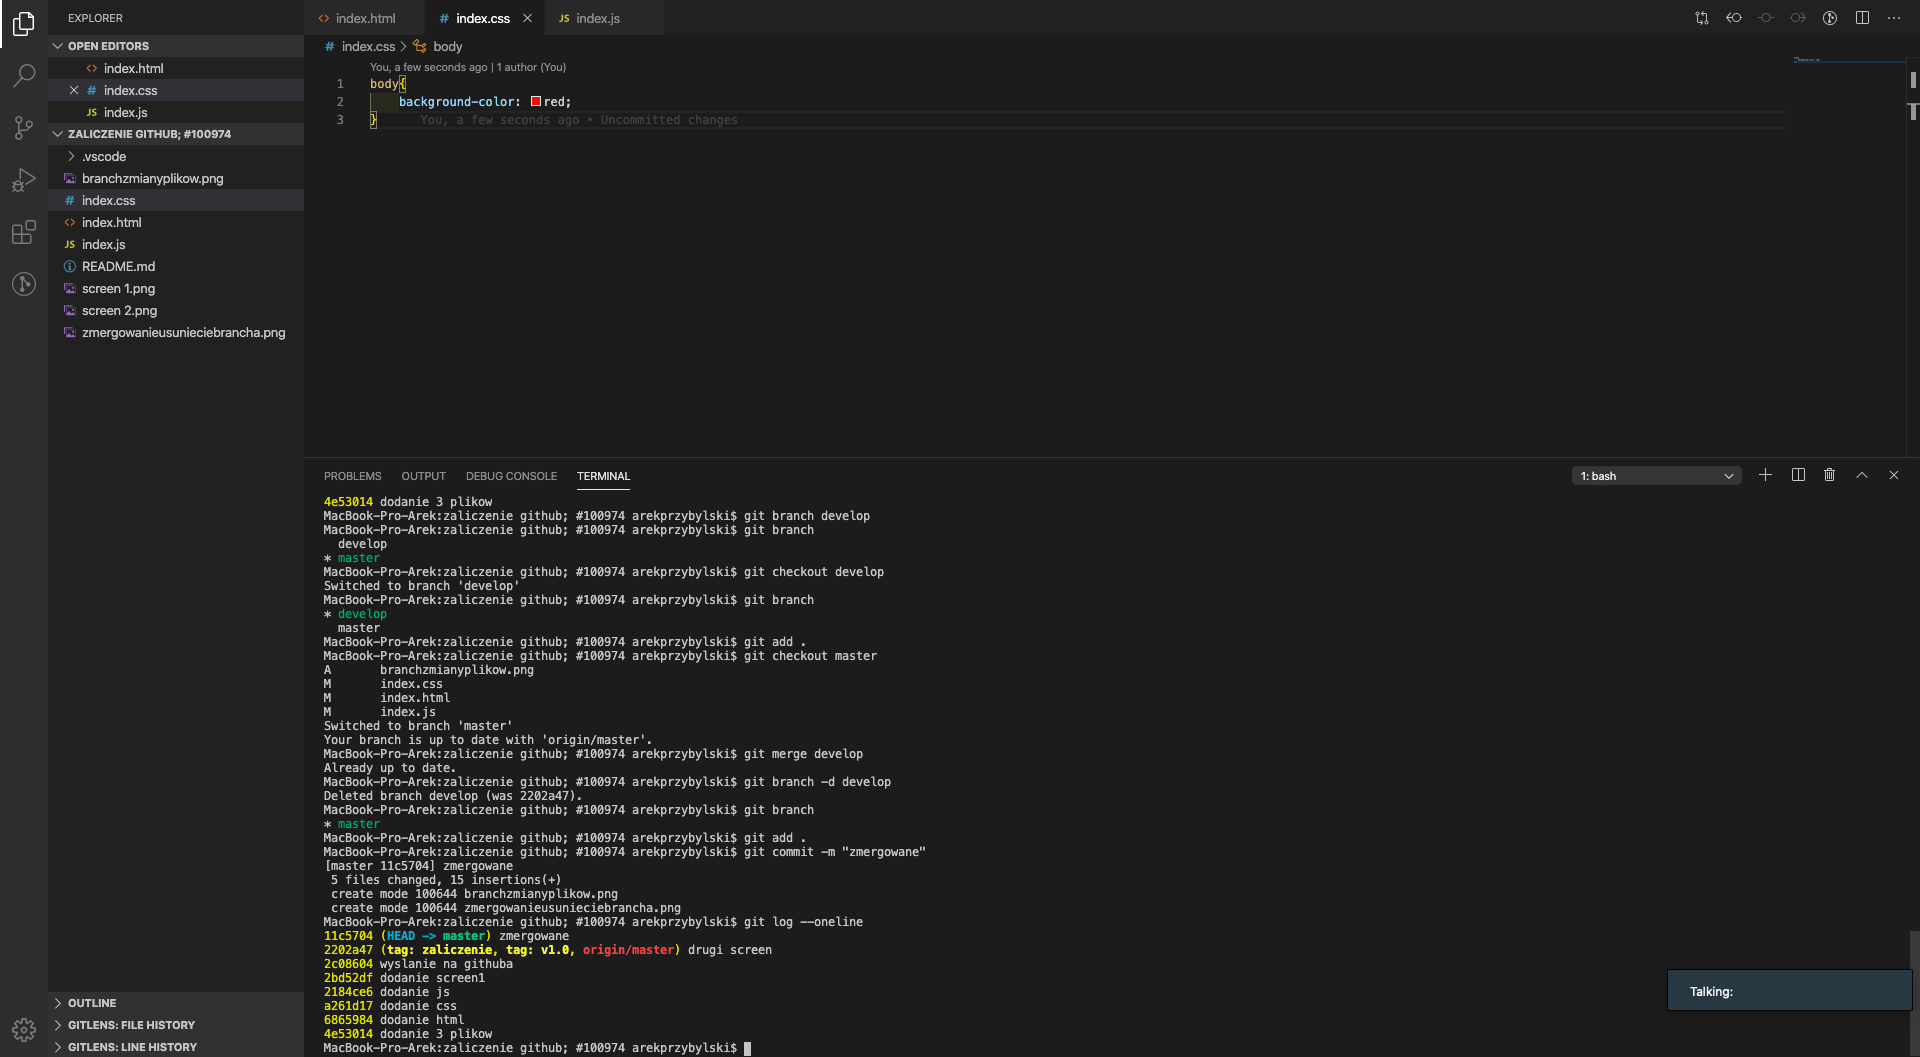 EXPLORER
OPEN EDITORS
index.html
index.css
JS index.js
ZALICZENIE GITHUB; #100974
.vscode
branchzmianyplikow.png
# index.css
index.html
JS index.js
README.md
screen 1.png
screen 2.png
zmergowanieusunieciebrancha.png
OUTLINE
GITLENS: FILE HISTORY
GITLENS: LINE HISTORY
<> index.html
# index.css
JS index.js
# index.css > body
You, a few seconds ago | 1 author (You)
1 body{
2 background-color: red;
3 } You, a few seconds ago • Uncommitted changes
PROBLEMS OUTPUT DEBUG CONSOLE TERMINAL
1: bash
4e53014 dodanie 3 plikow
MacBook-Pro-Arek:zaliczenie github; #100974 arekprzybylski$ git branch develop
MacBook-Pro-Arek:zaliczenie github; #100974 arekprzybylski$ git branch
develop
* master
MacBook-Pro-Arek:zaliczenie github; #100974 arekprzybylski$ git checkout develop
Switched to branch 'develop'
MacBook-Pro-Arek:zaliczenie github; #100974 arekprzybylski$ git branch
* develop
master
MacBook-Pro-Arek:zaliczenie github; #100974 arekprzybylski$ git add .
MacBook-Pro-Arek:zaliczenie github; #100974 arekprzybylski$ git checkout master
A branchzmianyplikow.png
M index.css
M index.html
M index.js
Switched to branch 'master'
Your branch is up to date with 'origin/master'.
MacBook-Pro-Arek:zaliczenie github; #100974 arekprzybylski$ git merge develop
Already up to date.
MacBook-Pro-Arek:zaliczenie github; #100974 arekprzybylski$ git branch -d develop
Deleted branch develop (was 2202a47).
MacBook-Pro-Arek:zaliczenie github; #100974 arekprzybylski$ git branch
* master
MacBook-Pro-Arek:zaliczenie github; #100974 arekprzybylski$ git add .
MacBook-Pro-Arek:zaliczenie github; #100974 arekprzybylski$ git commit -m "zmergowane"
[master 11c5704] zmergowane
5 files changed, 15 insertions(+)
create mode 100644 branchzmianyplikow.png
create mode 100644 zmergowanieusunieciebrancha.png
MacBook-Pro-Arek:zaliczenie github; #100974 arekprzybylski$ git log --oneline
11c5704 (HEAD -> master) zmergowane
2202a47 (tag: zaliczenie, tag: v1.0, origin/master) drugi screen
2c08604 wyslanie na githuba
2bd52df dodanie screen1
2184ce6 dodanie js
a261d17 dodanie css
6865984 dodanie html
4e53014 dodanie 3 plikow
MacBook-Pro-Arek:zaliczenie github; #100974 arekprzybylski$
Talking: